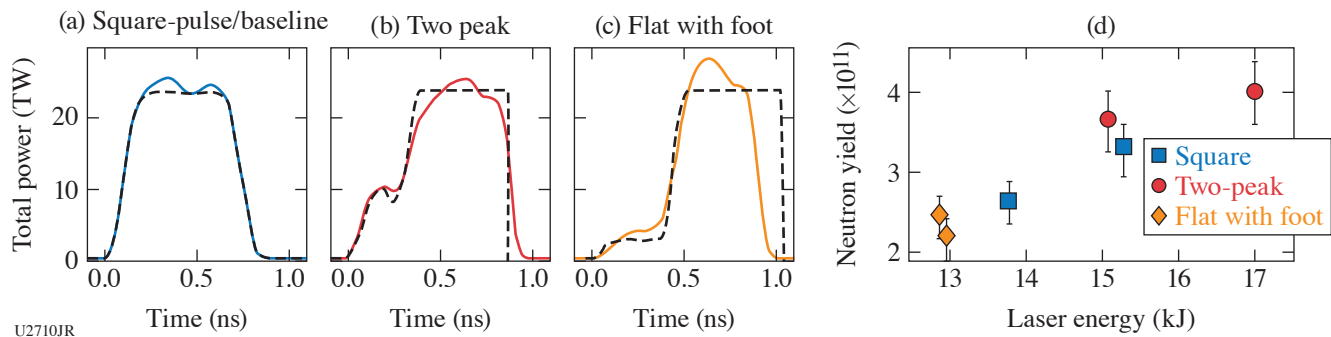 (a) Square-pulse/baseline
(b) Two peak
(c) Flat with foot
(d)
Total power (TW)
20
10
0
0.0 0.5 1.0
Time (ns)
0.0 0.5 1.0
Time (ns)
0.0 0.5 1.0
Time (ns)
Neutron yield (×10¹¹)
4
3
2
Square
Two-peak
Flat with foot
13 14 15 16 17
Laser energy (kJ)
U2710JR